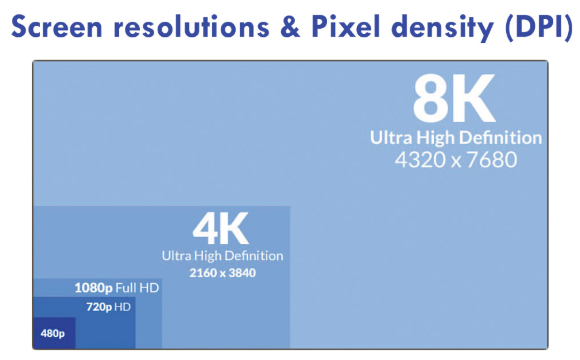 Screen resolutions & Pixel density (DPI)
8K
Ultra High Definition
4320 x 7680
4K
Ultra High Definition
2160 x 3840
1080p Full HD
720p HD
480p